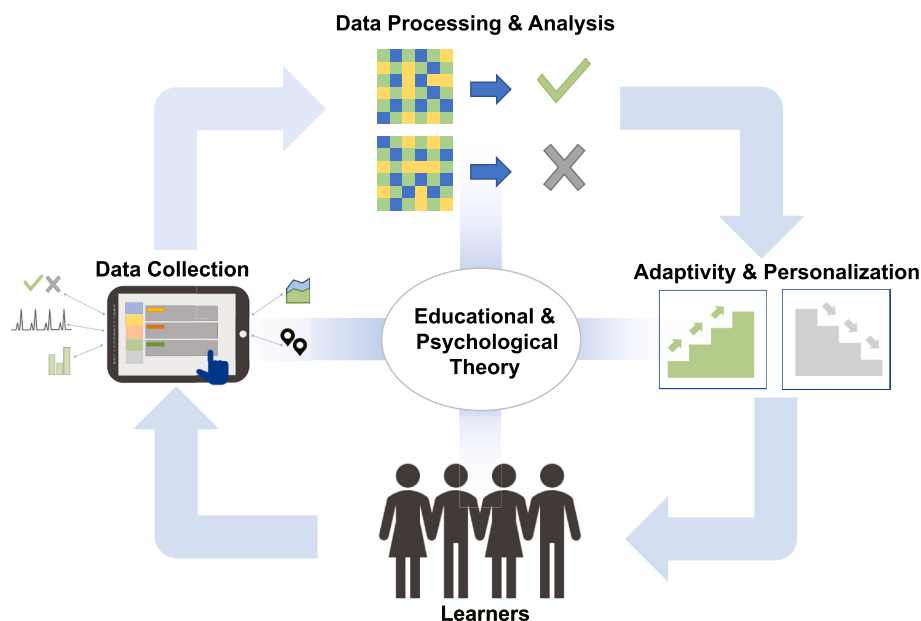 Data Processing & Analysis
Data Collection
Adaptivity & Personalization
Educational &
Psychological
Theory
Learners